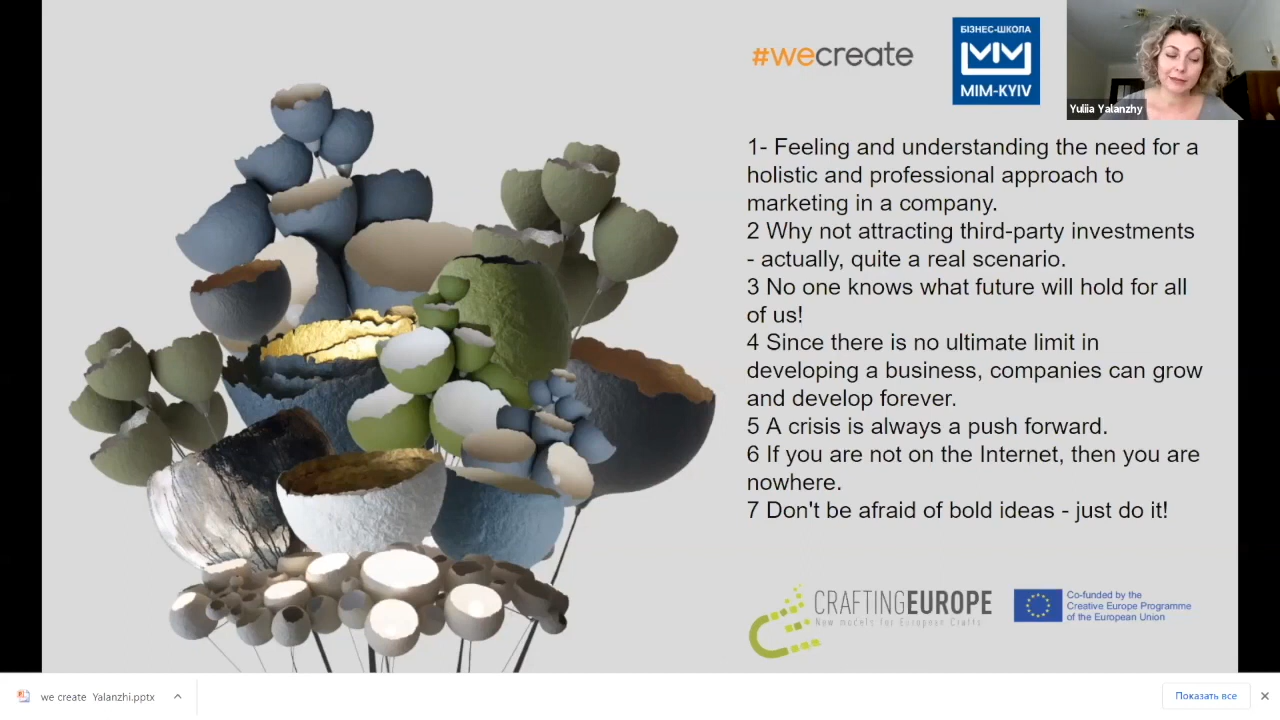 #wecreate
БІЗНЕС-ШКОЛА
MIM-KYIV
Yuliia Yalanzhy
1- Feeling and understanding the need for a
holistic and professional approach to
marketing in a company.
2 Why not attracting third-party investments
- actually, quite a real scenario.
3 No one knows what future will hold for all
of us!
4 Since there is no ultimate limit in
developing a business, companies can grow
and develop forever.
5 A crisis is always a push forward.
6 If you are not on the Internet, then you are
nowhere.
7 Don't be afraid of bold ideas - just do it!
CRAFTINGEUROPE
New models for European Crafts
Co-funded by the
Creative Europe Programme
of the European Union
we create Yalanzhi.pptx
Показать все